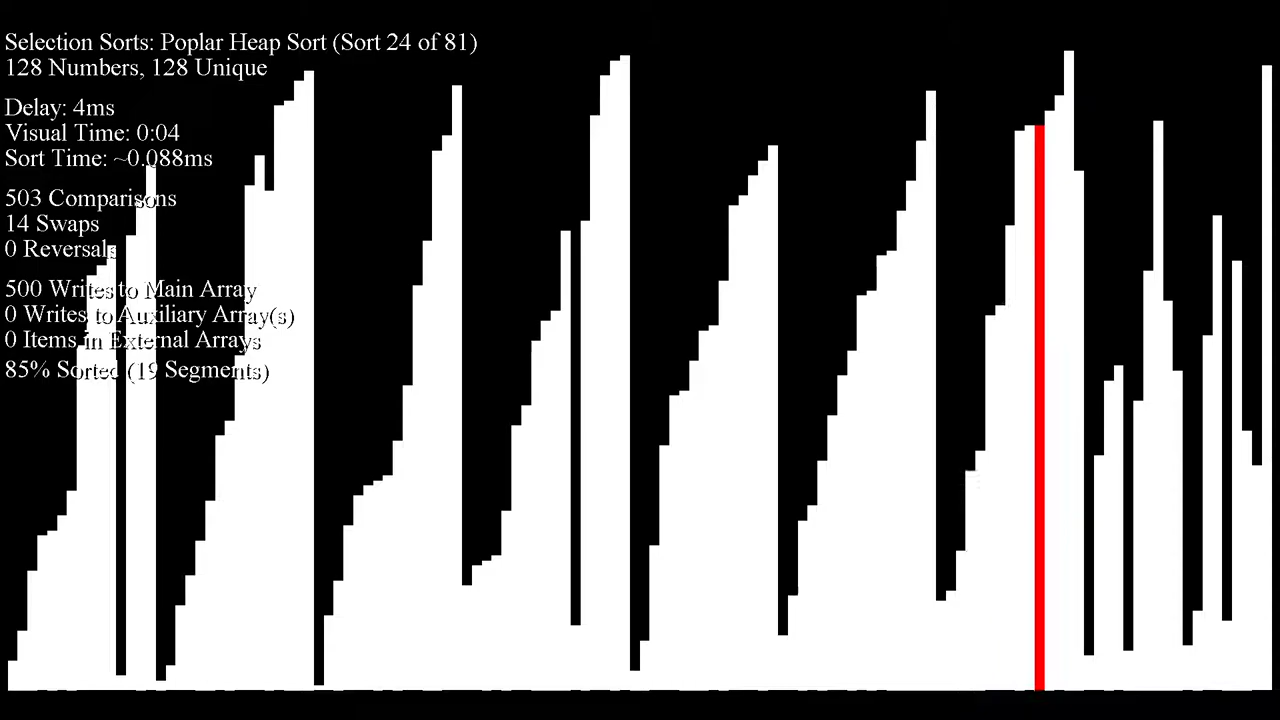 Selection Sorts: Poplar Heap Sort (Sort 24 of 81)
128 Numbers, 128 Unique
Delay: 4ms
Visual Time: 0:04
Sort Time: ~0.088ms
503 Comparisons
14 Swaps
0 Reversals
500 Writes to Main Array
0 Writes to Auxiliary Array(s)
0 Items in External Arrays
85% Sorted (19 Segments)